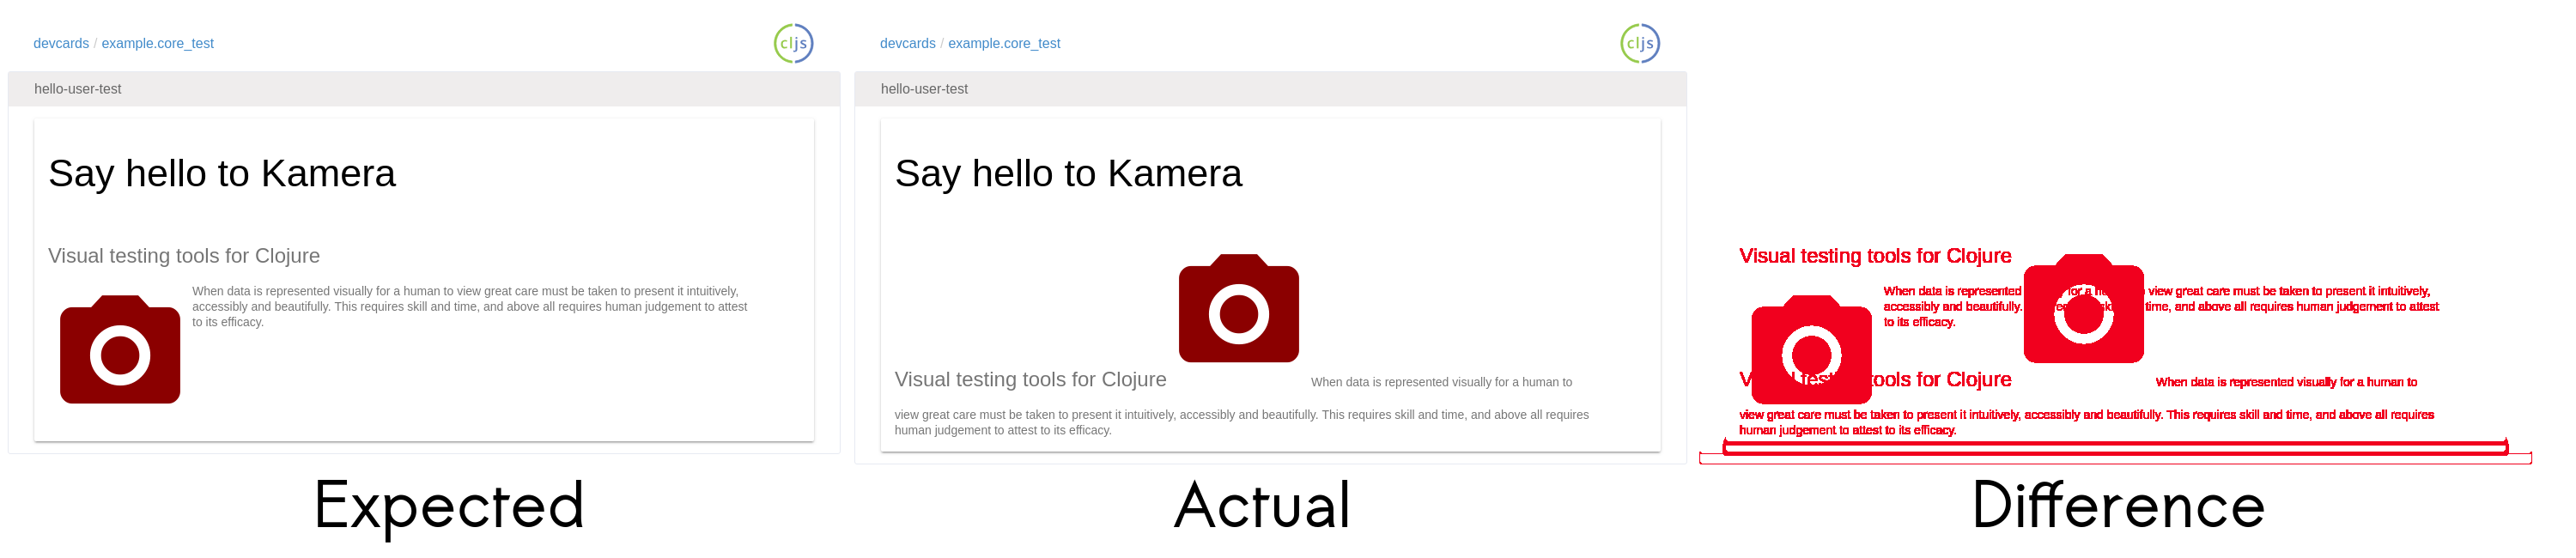 devcards / example.core_test
cljs
hello-user-test
Say hello to Kamera
Visual testing tools for Clojure
When data is represented visually for a human to view great care must be taken to present it intuitively,
accessibly and beautifully. This requires skill and time, and above all requires human judgement to attest
to its efficacy.
Expected
devcards / example.core_test
cljs
hello-user-test
Say hello to Kamera
Visual testing tools for Clojure
When data is represented visually for a human to
view great care must be taken to present it intuitively, accessibly and beautifully. This requires skill and time, and above all requires
human judgement to attest to its efficacy.
Actual
Visual testing tools for Clojure
When data is represented for a view great care must be taken to present it intuitively,
accessibly and beautifully. time, and above all requires human judgement to attest
to its efficacy.
tools for Clojure
When data is represented visually for a human to
view great care must be taken to present it intuitively, accessibly and beautifully. This requires skill and time, and above all requires
human judgement to attest to its efficacy.
Difference